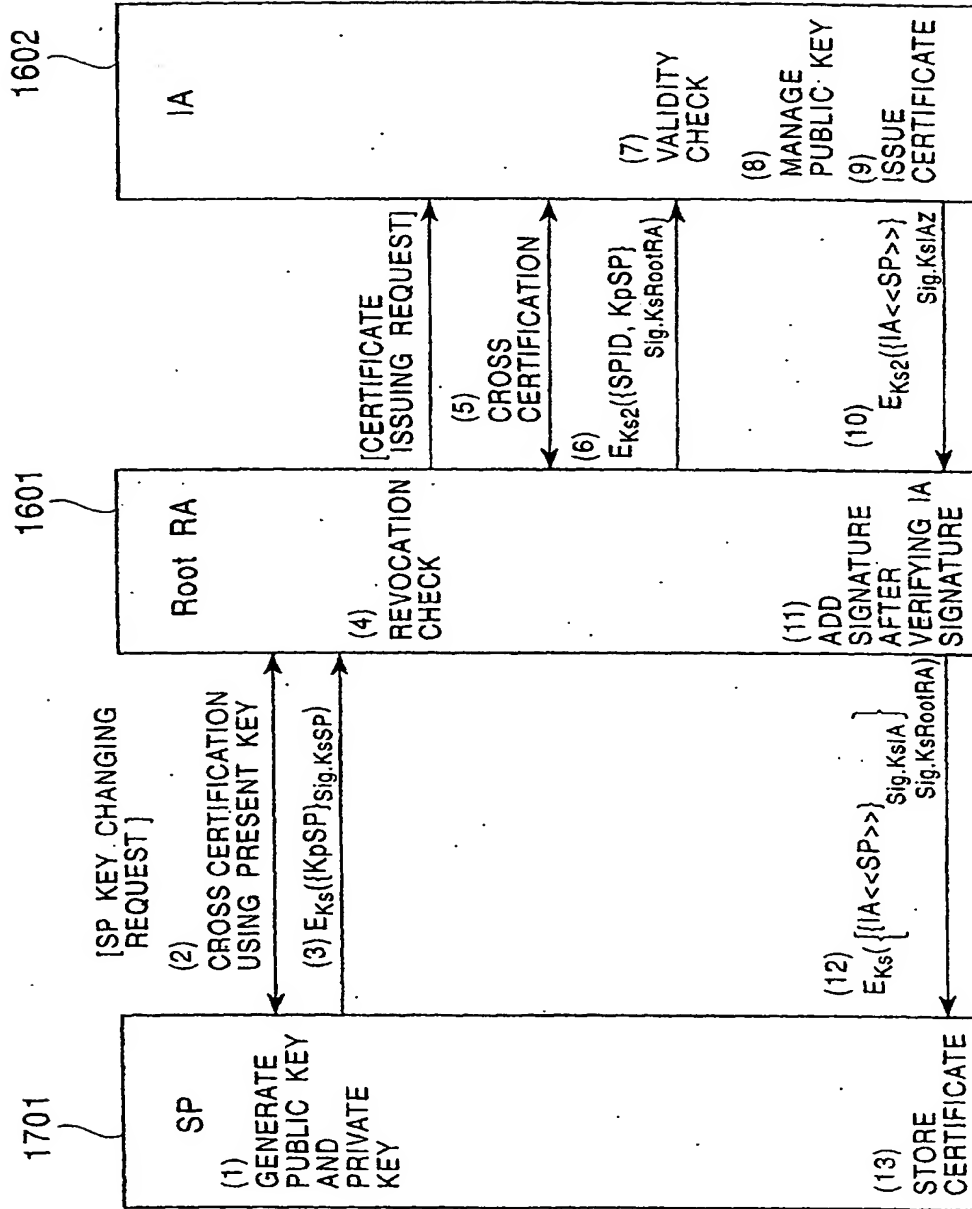 1701
1601
1602
SP
(1)
GENERATE
PUBLIC KEY
AND
PRIVATE
KEY
(13)
STORE
CERTIFICATE
[SP KEY CHANGING
REQUEST]
(2)
CROSS CERTIFICATION
USING PRESENT KEY
(3) EKs({KpSP}Sig.KsSP)
(12)
EKs({[{IA<<SP>>}Sig.KsIA]}Sig.KsRootRA)
Root RA
(4)
REVOCATION
CHECK
(11)
ADD
SIGNATURE
AFTER
VERIFYING IA
SIGNATURE
[CERTIFICATE
ISSUING REQUEST]
(5)
CROSS
CERTIFICATION
(6)
EKs2({SPID, KpSP}
Sig.KsRootRA)
(10)
EKs2({IA<<SP>>}
Sig.KsIAZ
IA
(7)
VALIDITY
CHECK
(8)
MANAGE
PUBLIC KEY
(9)
ISSUE
CERTIFICATE